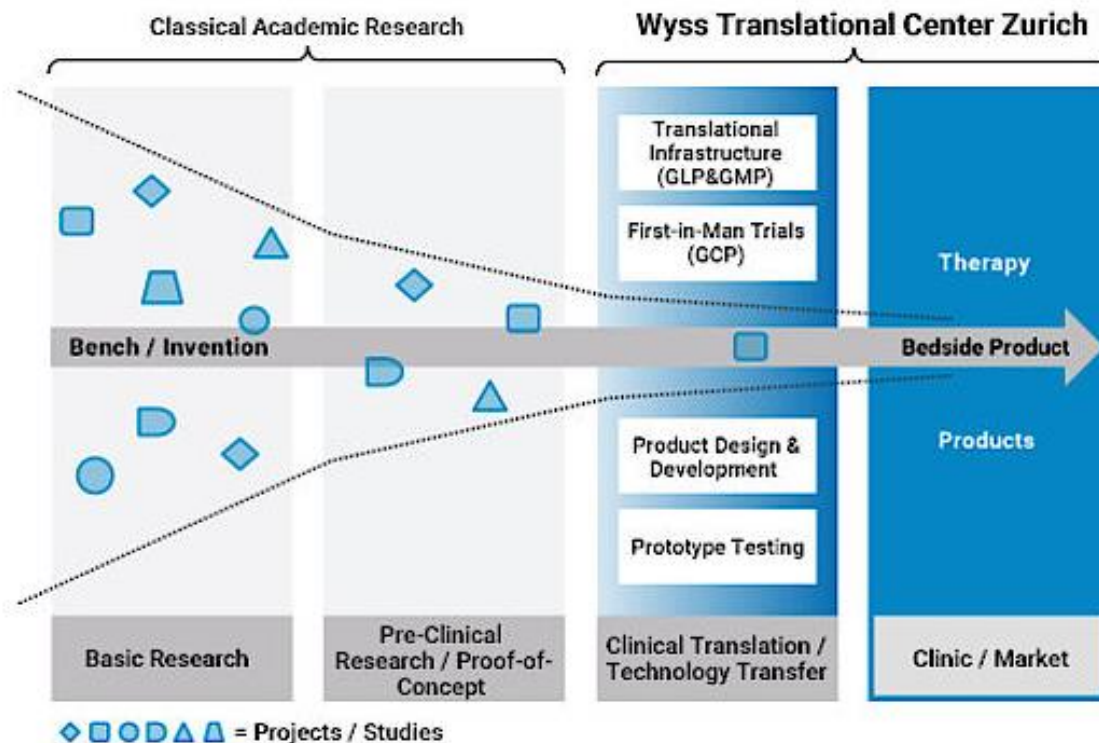 Classical Academic Research
Wyss Translational Center Zurich
Translational
Infrastructure
(GLP&GMP)
First-in-Man Trials
(GCP)
Therapy
Bench / Invention
Bedside Product
Product Design &
Development
Products
Prototype Testing
Basic Research
Pre-Clinical
Research / Proof-of-
Concept
Clinical Translation /
Technology Transfer
Clinic / Market
= Projects / Studies